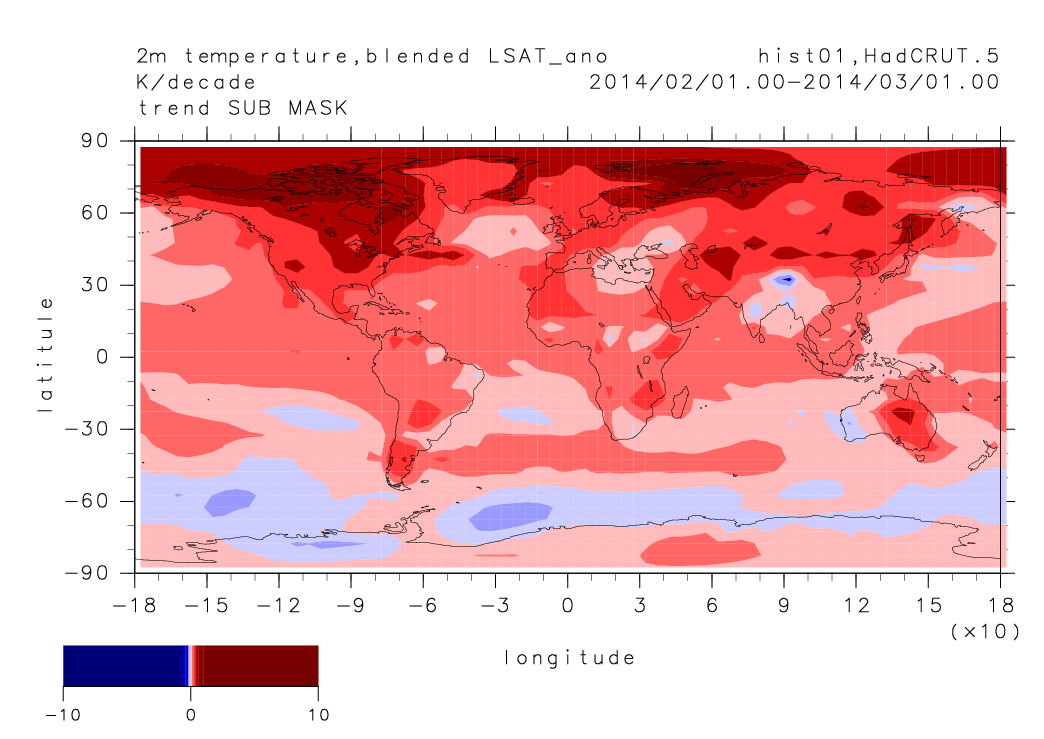 2m temperature,blended LSAT_ano hist01,HadCRUT.5
K/decade 2014/02/01.00-2014/03/01.00
trend SUB MASK
90
60
30
0
-30
-60
-90
latitude
-18 -15 -12 -9 -6 -3 0 3 6 9 12 15 18
(×10)
longitude
-10 0 10